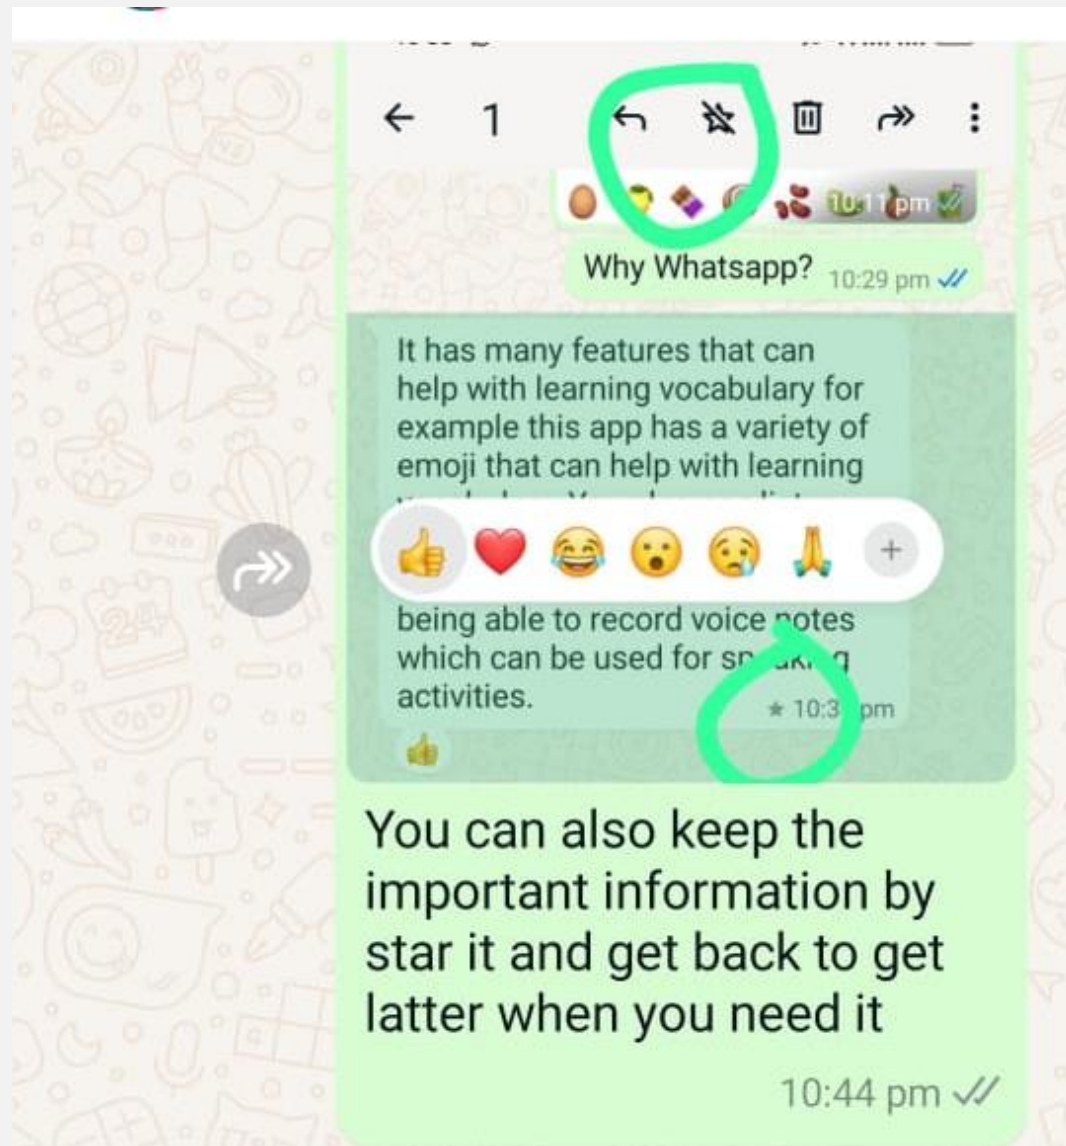 1
10:11 pm
Why Whatsapp? 10:29 pm
It has many features that can
help with learning vocabulary for
example this app has a variety of
emoji that can help with learning
being able to record voice notes
which can be used for speaking
activities.
10:3 pm
You can also keep the
important information by
star it and get back to get
latter when you need it
10:44 pm